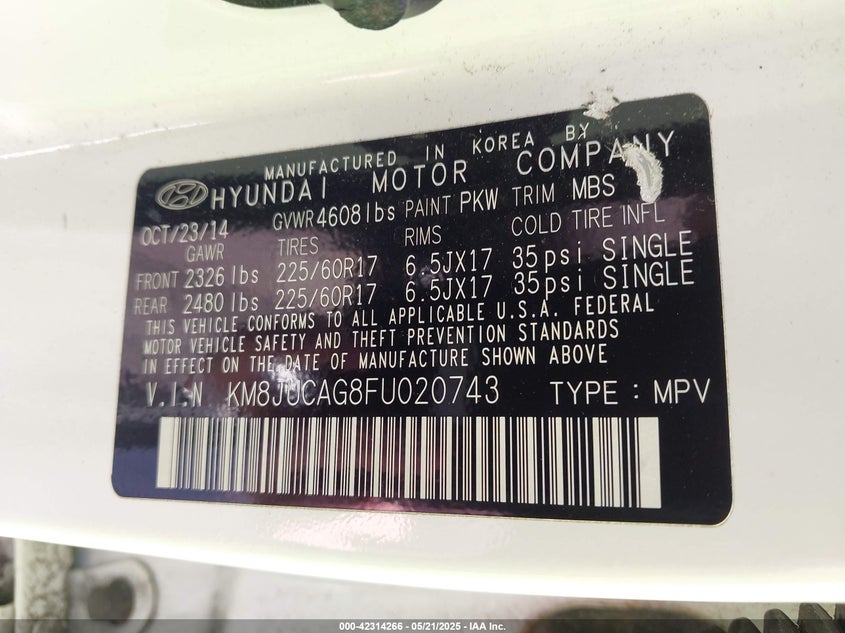 MANUFACTURED IN KOREA BY
HYUNDAI MOTOR COMPANY
OCT/23/14 GVWR 4608 lbs PAINT PKW TRIM MBS
GAWR TIRES RIMS COLD TIRE INFL
FRONT 2326 lbs 225/60R17 6.5JX17 35psi SINGLE
REAR 2480 lbs 225/60R17 6.5JX17 35psi SINGLE
THIS VEHICLE CONFORMS TO ALL APPLICABLE U.S.A. FEDERAL
MOTOR VEHICLE SAFETY AND THEFT PREVENTION STANDARDS
IN EFFECT ON THE DATE OF MANUFACTURE SHOWN ABOVE
V.I.N KM8JUCAG8FU020743 TYPE : MPV
000-42314266 - 05/21/2025 - IAA Inc.